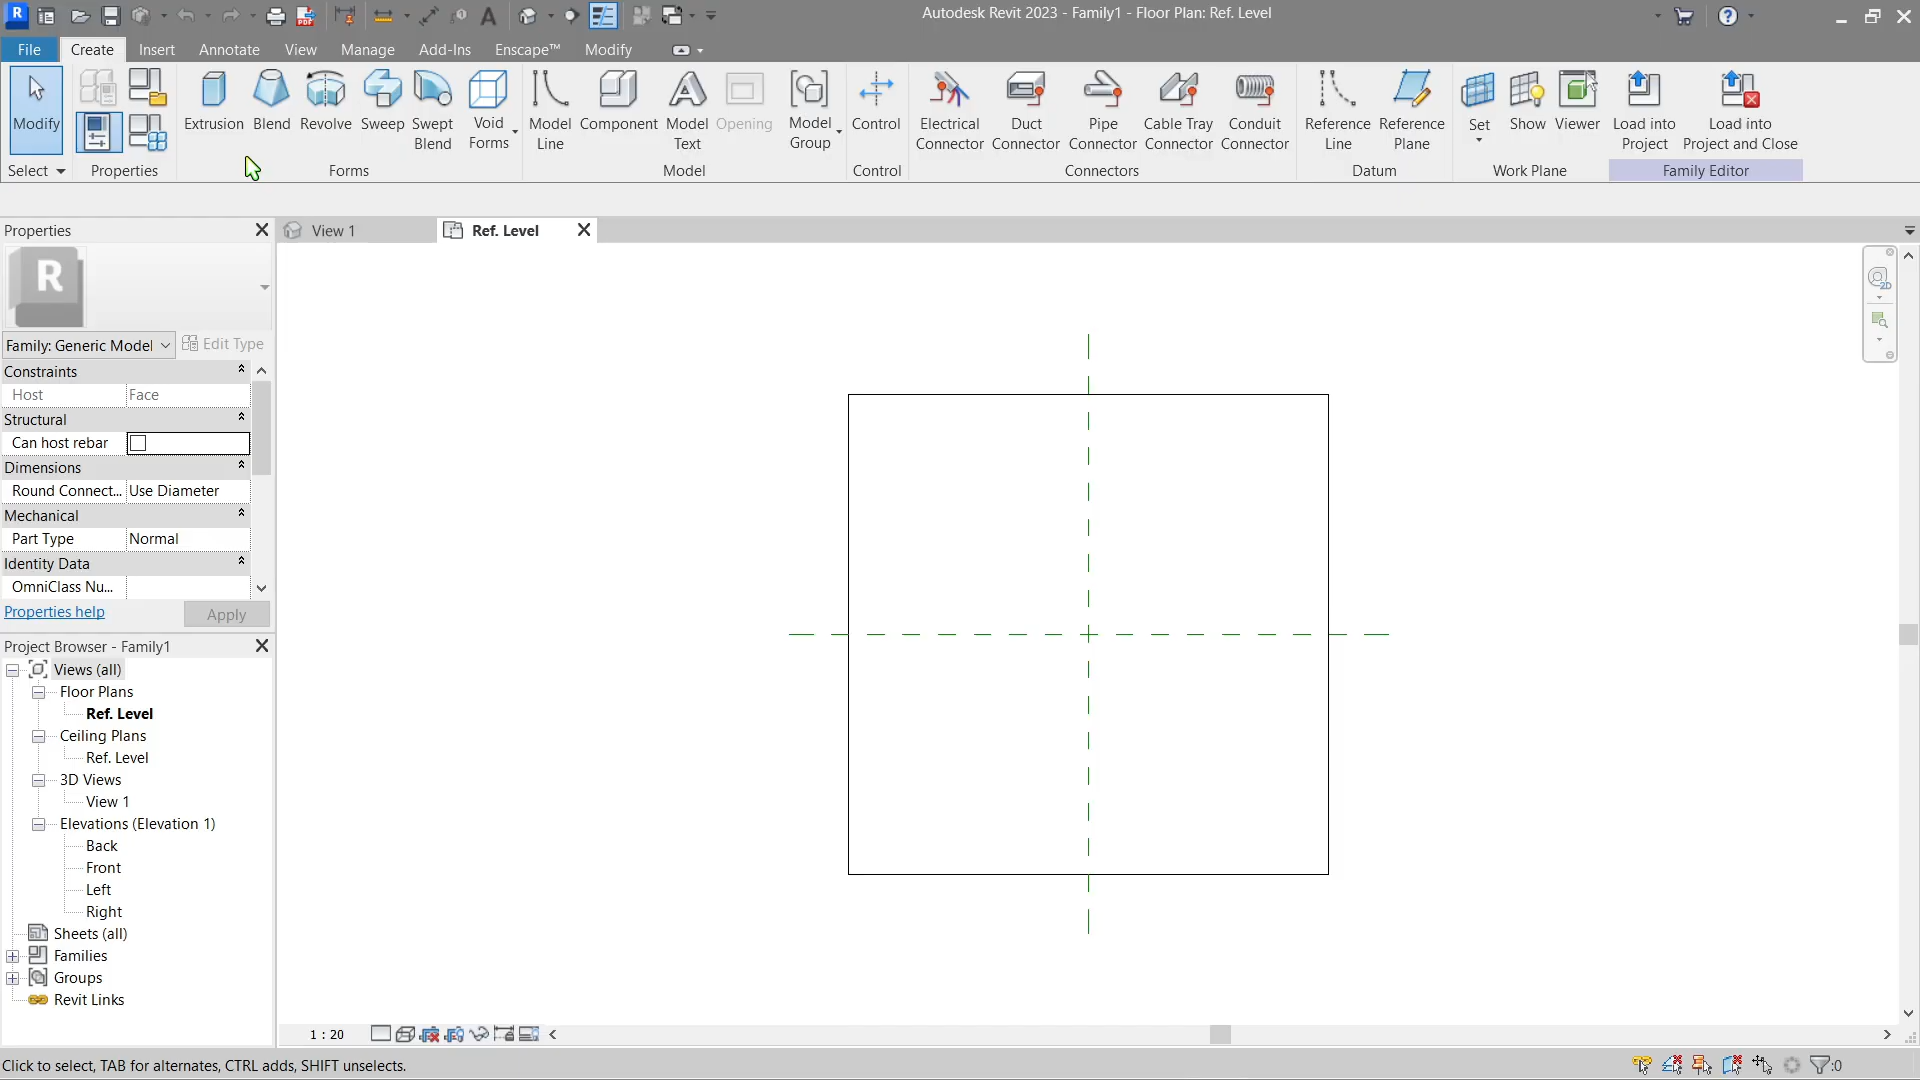 Autodesk Revit 2023 - Family1 - Floor Plan: Ref. Level
File Create Insert Annotate View Manage Add-Ins Enscape™ Modify
Modify
Extrusion Blend Revolve Sweep Swept Blend Void Forms
Model Line Component Model Text Opening Model Group
Control
Electrical Connector Duct Connector Pipe Connector Cable Tray Connector Conduit Connector
Reference Line Reference Plane
Set Show Viewer
Load into Project Load into Project and Close
Select Properties Forms Model Control Connectors Datum Work Plane Family Editor
Properties
View 1
Ref. Level
R
Family: Generic Model
Edit Type
Constraints
Host Face
Structural
Can host rebar
Dimensions
Round Connect... Use Diameter
Mechanical
Part Type Normal
Identity Data
OmniClass Nu...
Properties help
Apply
Project Browser - Family1
Views (all)
Floor Plans
Ref. Level
Ceiling Plans
Ref. Level
3D Views
View 1
Elevations (Elevation 1)
Back
Front
Left
Right
Sheets (all)
Families
Groups
Revit Links
2D
1 : 20
Click to select, TAB for alternates, CTRL adds, SHIFT unselects.
:0